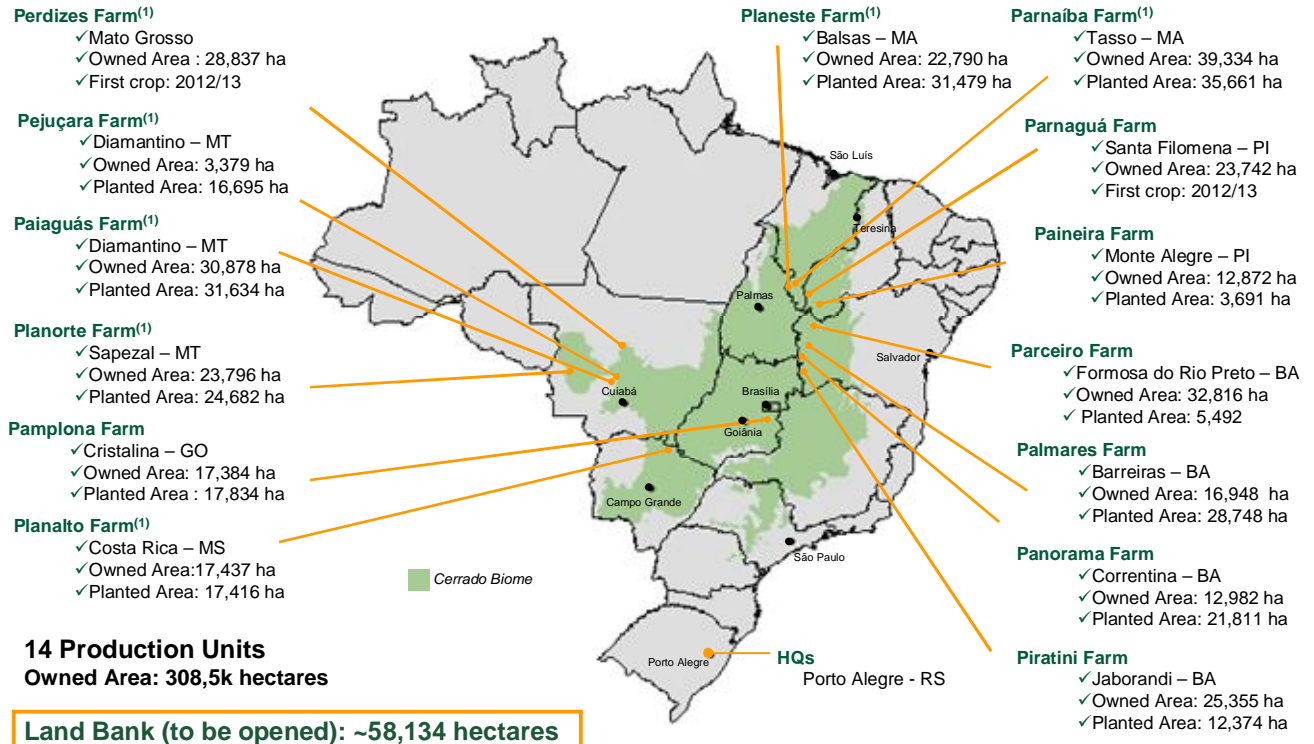 Perdizes Farm(1)
✓Mato Grosso
✓Owned Area : 28,837 ha
✓First crop: 2012/13
Pejuçara Farm(1)
✓Diamantino – MT
✓Owned Area: 3,379 ha
✓Planted Area: 16,695 ha
Paiaguás Farm(1)
✓Diamantino – MT
✓Owned Area: 30,878 ha
✓Planted Area: 31,634 ha
Planorte Farm(1)
✓Sapezal – MT
✓Owned Area: 23,796 ha
✓Planted Area: 24,682 ha
Pamplona Farm
✓Cristalina – GO
✓Owned Area: 17,384 ha
✓Planted Area : 17,834 ha
Planalto Farm(1)
✓Costa Rica – MS
✓Owned Area:17,437 ha
✓Planted Area: 17,416 ha
14 Production Units
Owned Area: 308,5k hectares
Land Bank (to be opened): ~58,134 hectares
Planeste Farm(1)
✓Balsas – MA
✓Owned Area: 22,790 ha
✓Planted Area: 31,479 ha
Parnaíba Farm(1)
✓Tasso – MA
✓Owned Area: 39,334 ha
✓Planted Area: 35,661 ha
Parnaguá Farm
✓Santa Filomena – PI
✓Owned Area: 23,742 ha
✓First crop: 2012/13
Paineira Farm
✓Monte Alegre – PI
✓Owned Area: 12,872 ha
✓Planted Area: 3,691 ha
Parceiro Farm
✓Formosa do Rio Preto – BA
✓Owned Area: 32,816 ha
✓ Planted Area: 5,492
Palmares Farm
✓Barreiras – BA
✓Owned Area: 16,948 ha
✓Planted Area: 28,748 ha
Panorama Farm
✓Correntina – BA
✓Owned Area: 12,982 ha
✓Planted Area: 21,811 ha
Piratini Farm
✓Jaborandi – BA
✓Owned Area: 25,355 ha
✓Planted Area: 12,374 ha
São Luís
Teresina
Palmas
Salvador
Cuiabá
Brasília
Goiânia
Campo Grande
São Paulo
Cerrado Biome
Porto Alegre
HQs
Porto Alegre - RS